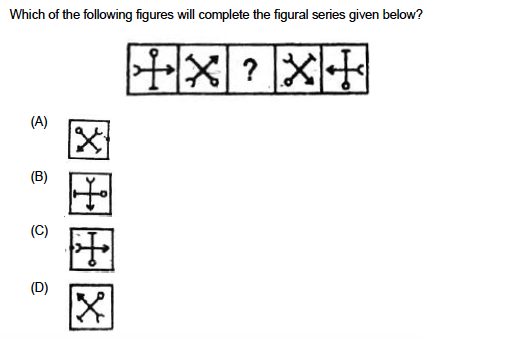 Which of the following figures will complete the figural series given below?
?
(A)
(B)
(C)
(D)